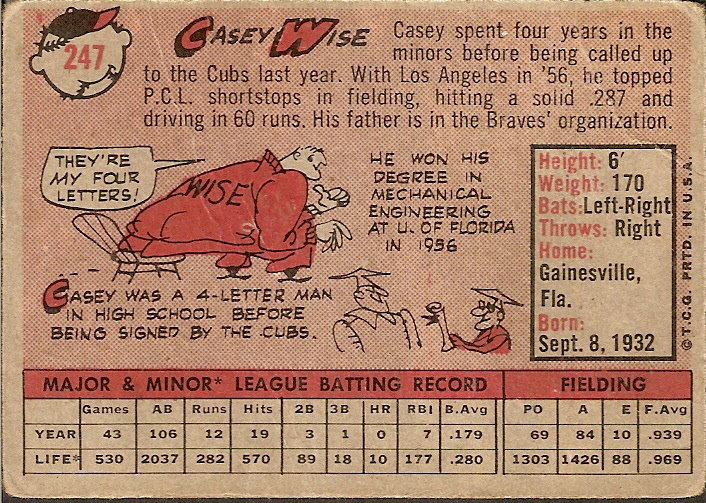 247
CASEY WISE
Casey spent four years in the
minors before being called up
to the Cubs last year. With Los Angeles in '56, he topped
P.C.L. shortstops in fielding, hitting a solid .287 and
driving in 60 runs. His father is in the Braves' organization.
THEY'RE
MY FOUR
LETTERS!
WISE
HE WON HIS
DEGREE IN
MECHANICAL
ENGINEERING
AT U. OF FLORIDA
IN 1956
CASEY WAS A 4-LETTER MAN
IN HIGH SCHOOL BEFORE
BEING SIGNED BY THE CUBS.
Height: 6'
Weight: 170
Bats: Left-Right
Throws: Right
Home:
Gainesville,
Fla.
Born:
Sept. 8, 1932
©T.C.G. PRTD. IN U.S.A.
MAJOR & MINOR* LEAGUE BATTING RECORD FIELDING
Games AB Runs Hits 2B 3B HR RBI B.Avg PO A E F.Avg
YEAR 43 106 12 19 3 1 0 7 .179 69 84 10 .939
LIFE* 530 2037 282 570 89 18 10 177 .280 1303 1426 88 .969